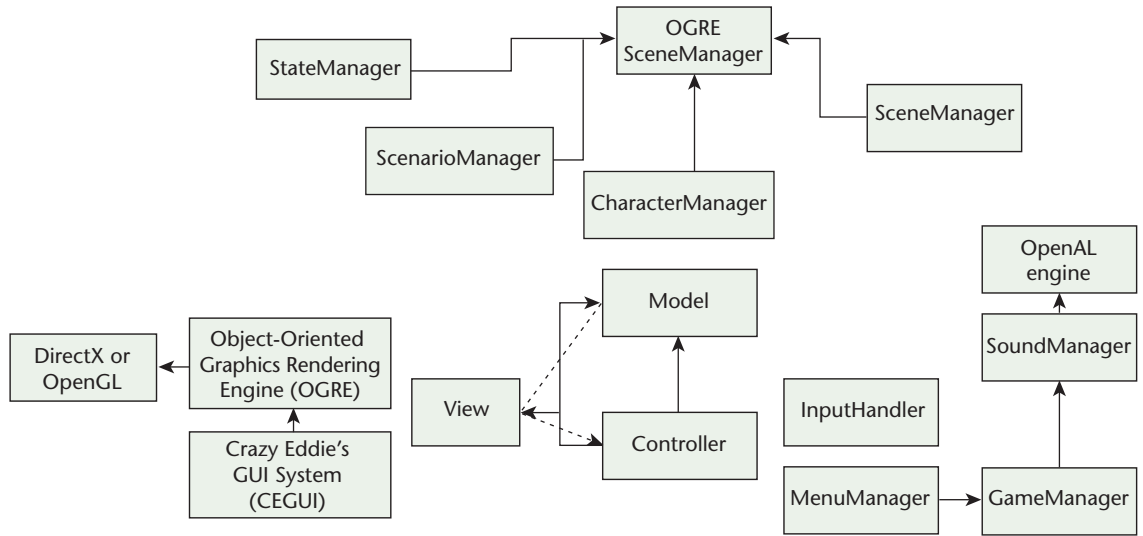 OGRE
SceneManager
StateManager
SceneManager
ScenarioManager
CharacterManager
OpenAL
engine
Model
SoundManager
Object-Oriented
Graphics Rendering
Engine (OGRE)
DirectX or
OpenGL
View
InputHandler
Controller
Crazy Eddie’s
GUI System
(CEGUI)
MenuManager
GameManager